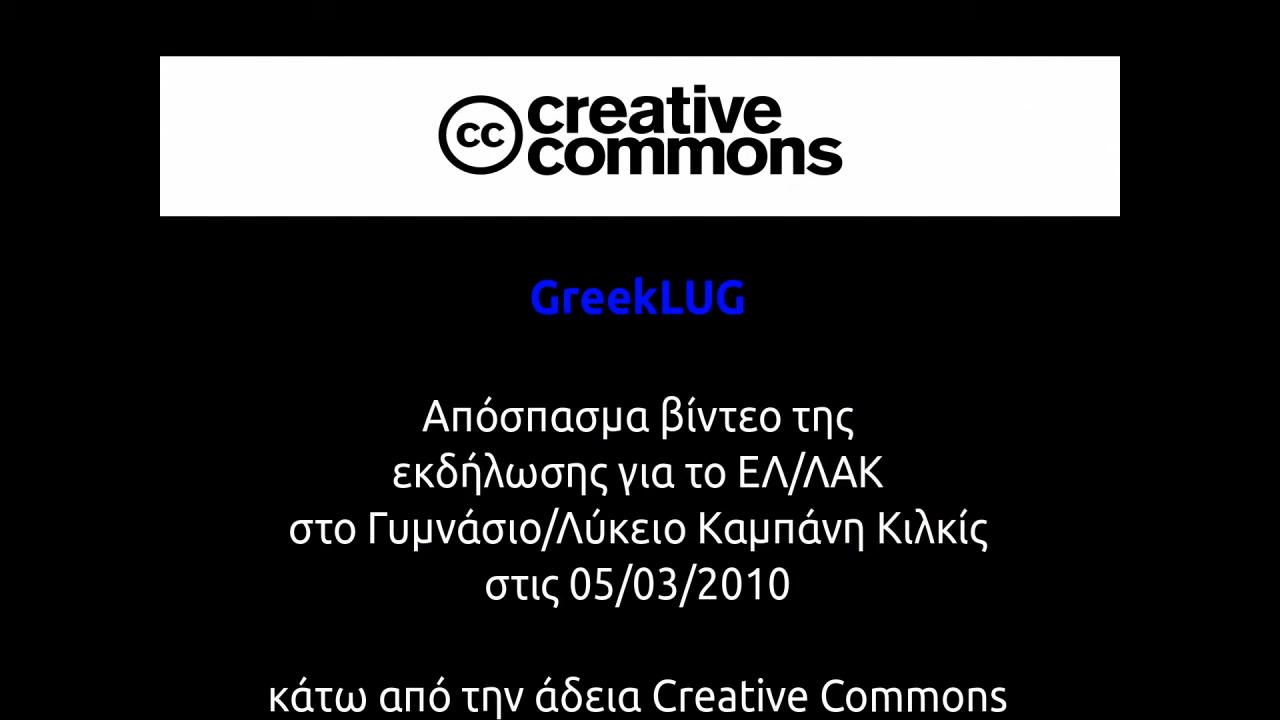 cc creative
commons
GreekLUG
Απόσπασμα βίντεο της
εκδήλωσης για το ΕΛ/ΛΑΚ
στο Γυμνάσιο/Λύκειο Καμπάνη Κιλκίς
στις 05/03/2010
κάτω από την άδεια Creative Commons